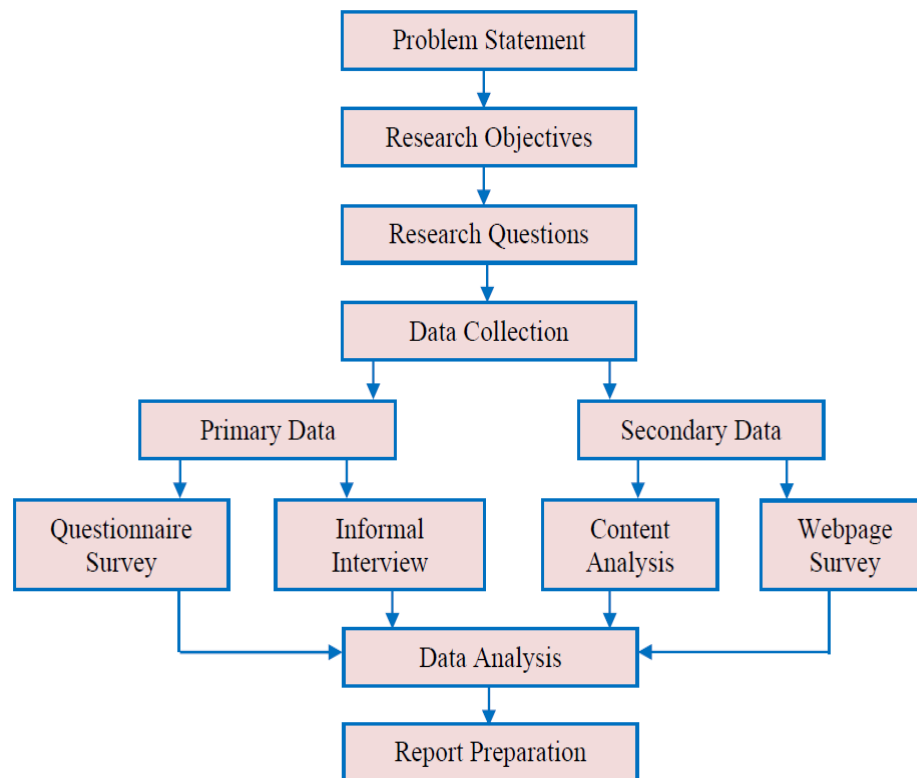 Problem Statement
Research Objectives
Research Questions
Data Collection
Primary Data
Secondary Data
Questionnaire
Survey
Informal
Interview
Content
Analysis
Webpage
Survey
Data Analysis
Report Preparation